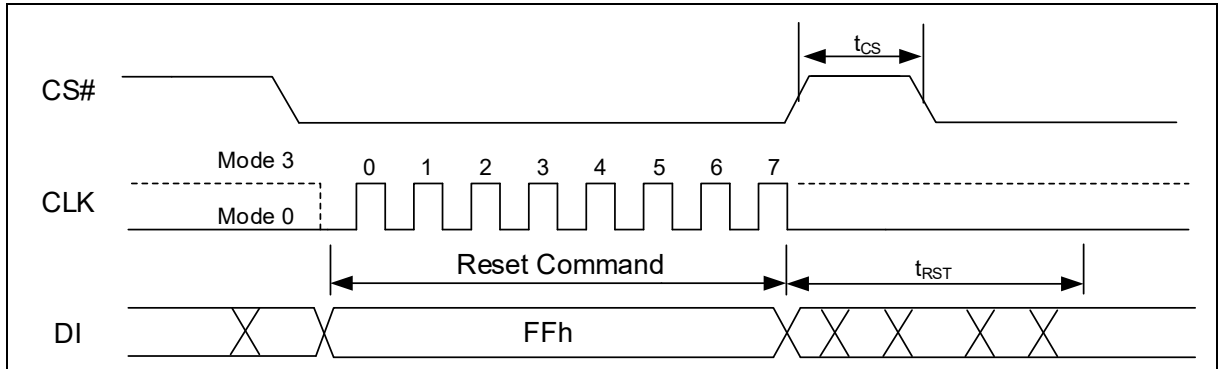 tCS
CS#
Mode 3
0 1 2 3 4 5 6 7
CLK
Mode 0
Reset Command
tRST
DI
FFh